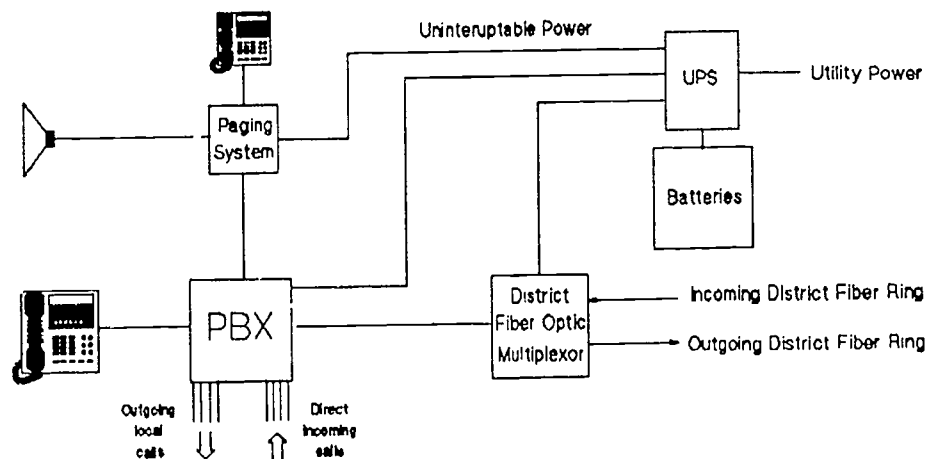 Uninteruptable Power
UPS
Utility Power
Paging
System
Batteries
PBX
District
Fiber Optic
Multiplexor
Incoming District Fiber Ring
Outgoing District Fiber Ring
Outgoing
local
calls
Direct
incoming
calls